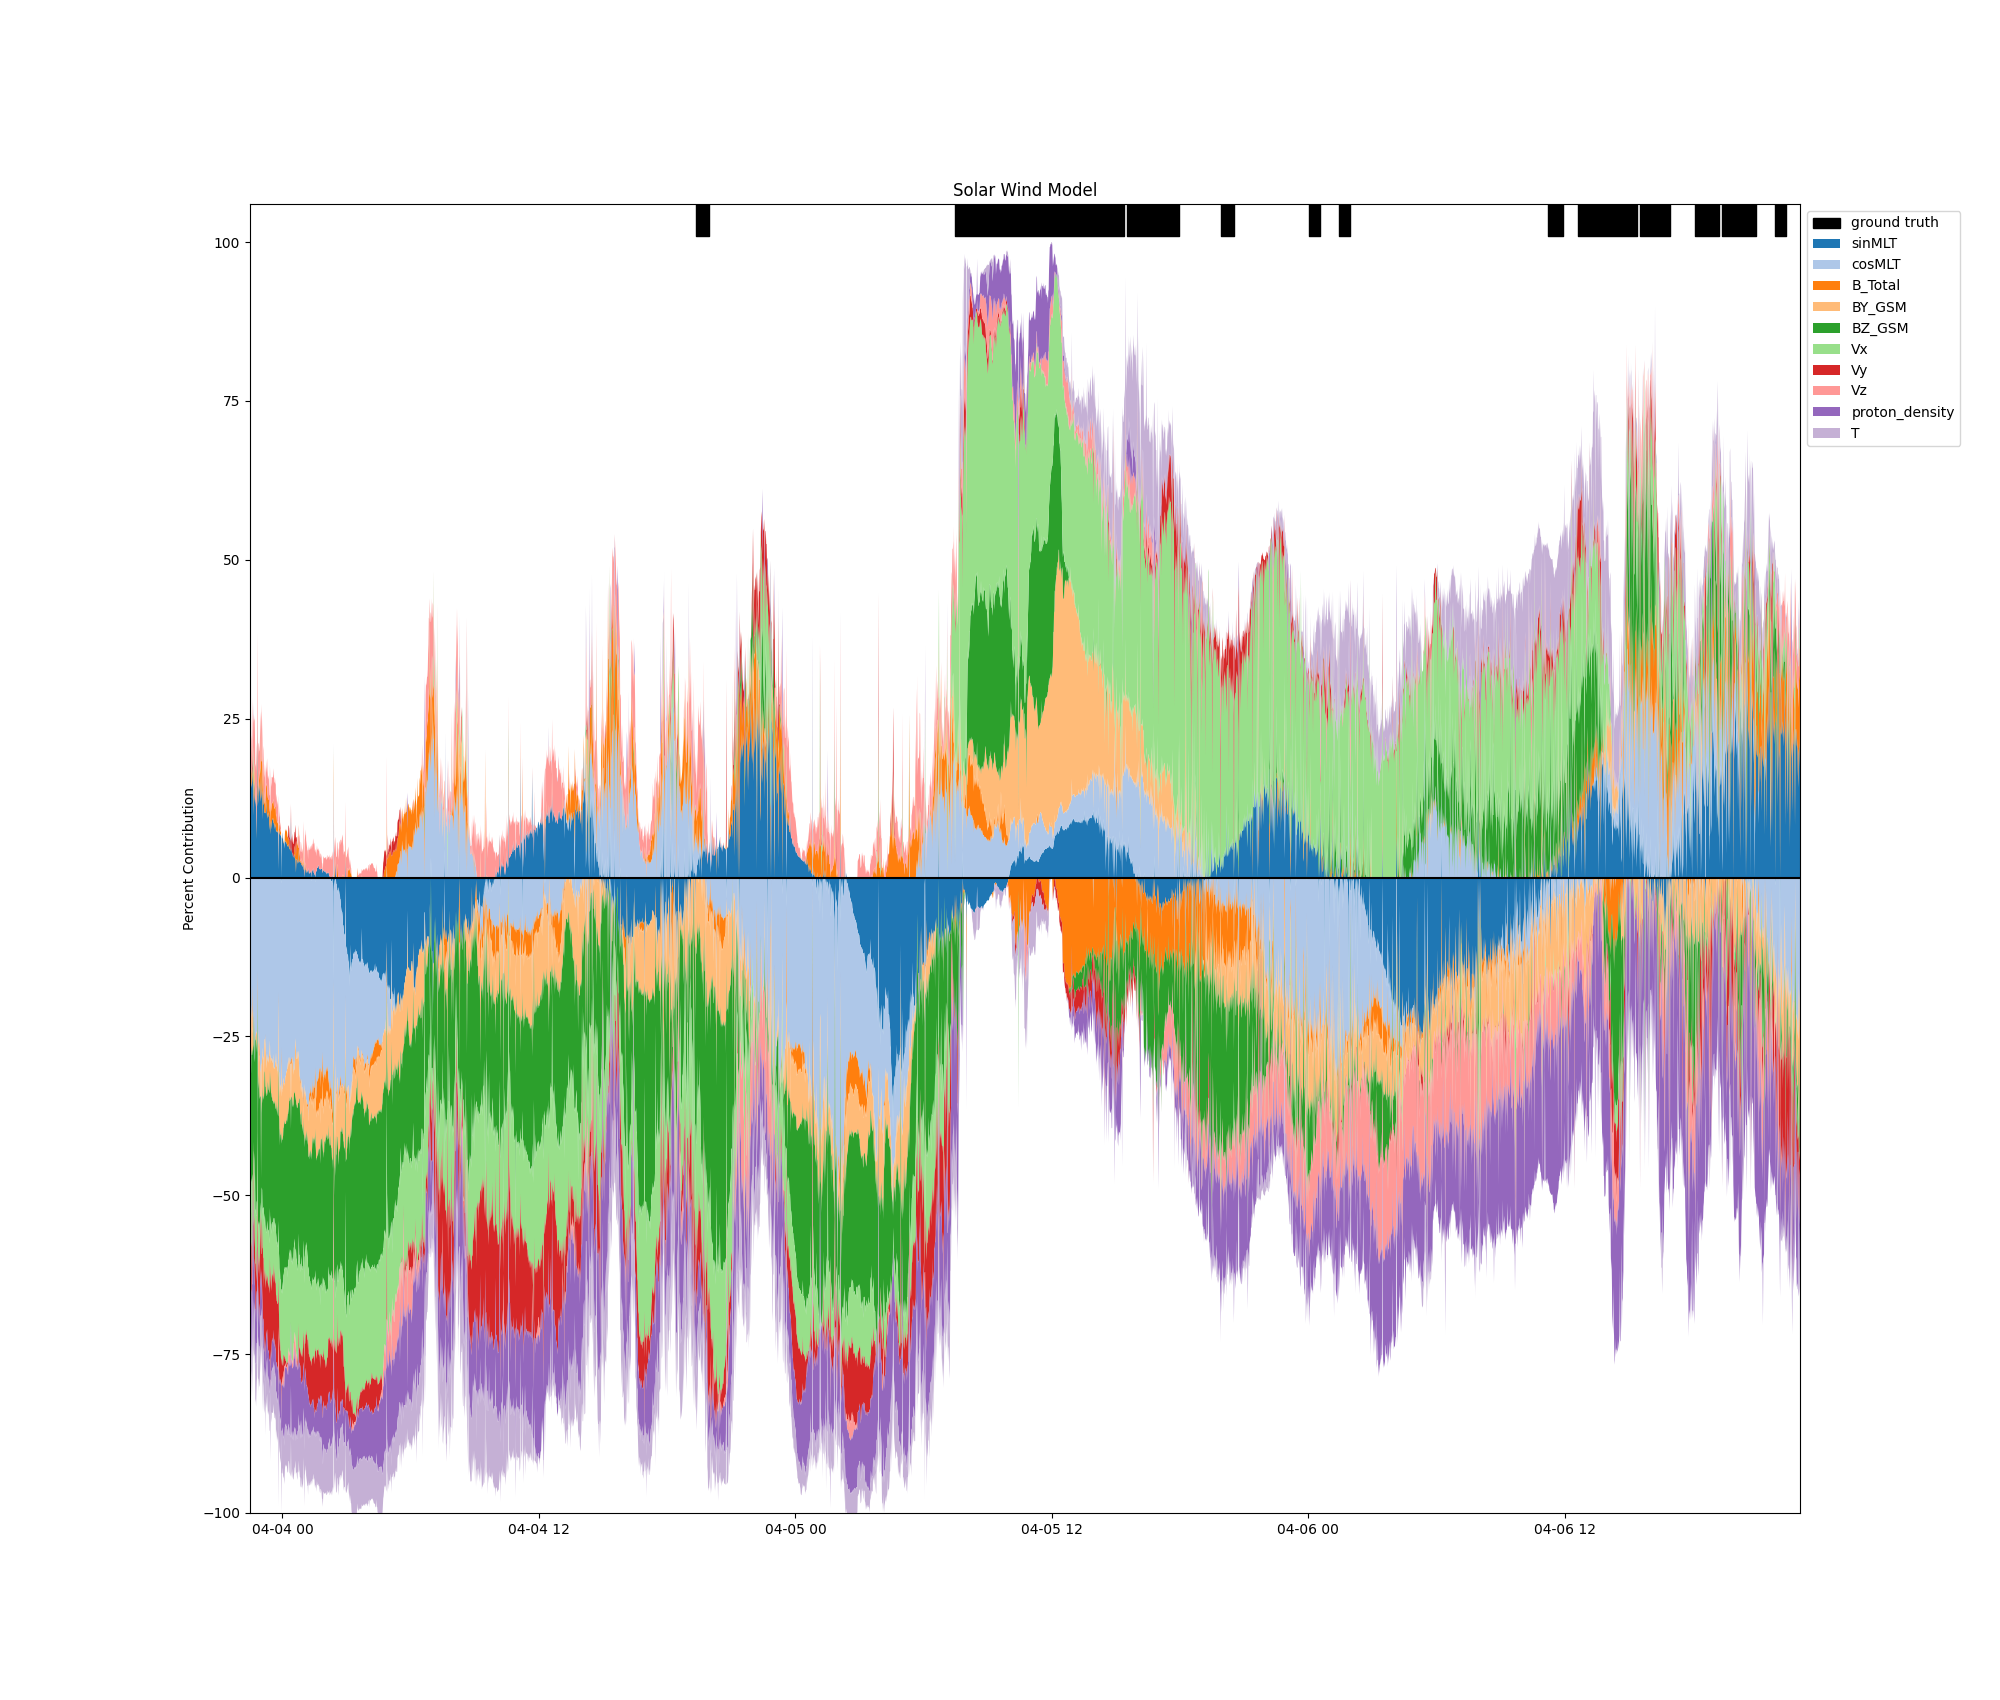 Solar Wind Model
100
75
50
25
0
−25
−50
−75
−100
Percent Contribution
04-04 00
04-04 12
04-05 00
04-05 12
04-06 00
04-06 12
ground truth
sinMLT
cosMLT
B_Total
BY_GSM
BZ_GSM
Vx
Vy
Vz
proton_density
T